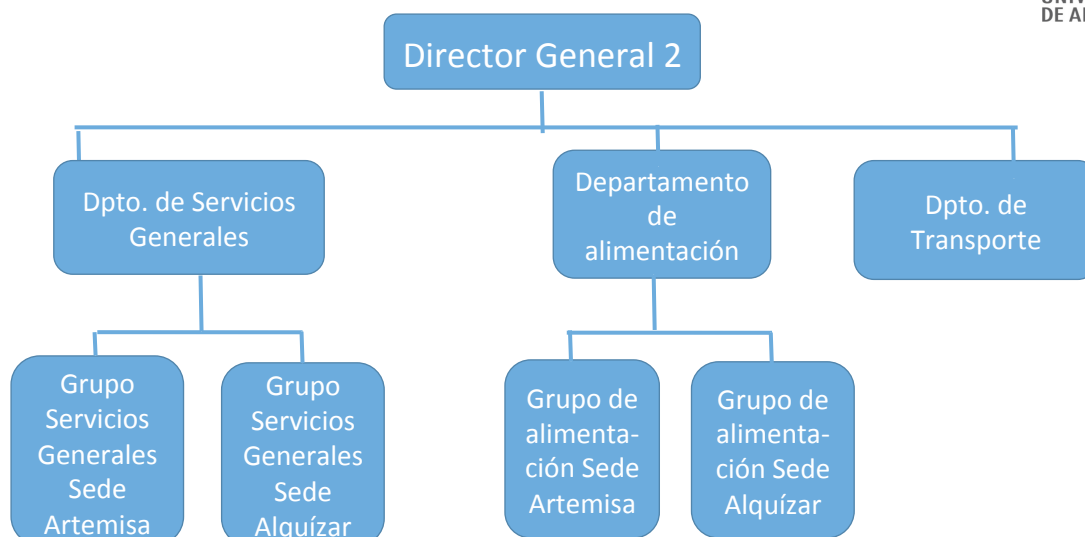 DE A
Director General 2
Dpto. de Servicios
Generales
Departamento
de
alimentación
Dpto. de
Transporte
Grupo
Servicios
Generales
Sede
Artemisa
Grupo
Servicios
Generales
Sede
Alquízar
Grupo de
alimenta-
ción Sede
Artemisa
Grupo de
alimenta-
ción Sede
Alquízar